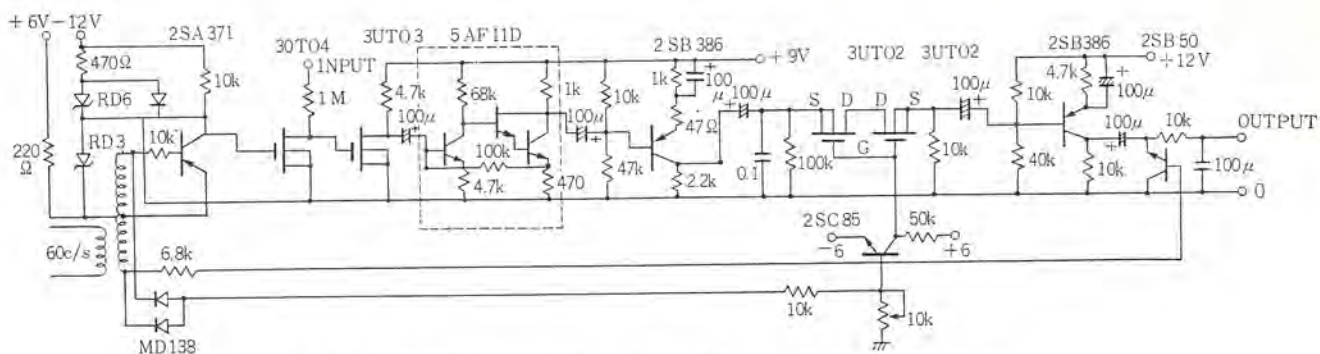 +6V -12V
2SA371
470Ω
10k
RD6
RD3
10k
220
Ω
60c/s
6.8k
MD138
30T04
INPUT
1M
3UTO3
4.7k
100μ
+
5AF11D
68k
1k
100k
4.7k
470
100μ
+
10k
47k
2SB386
1k
+
100
μ
47Ω
2.2k
+9V
100μ
+
0.1
100k
3UTO2 3UTO2
S D D S
G
10k
100μ
+
2SC85
-6
50k
+6
10k
10k
2SB386
4.7k
+
100μ
10k
40k
10k
2SB50
+12V
100μ
+
10k
100μ
OUTPUT
0